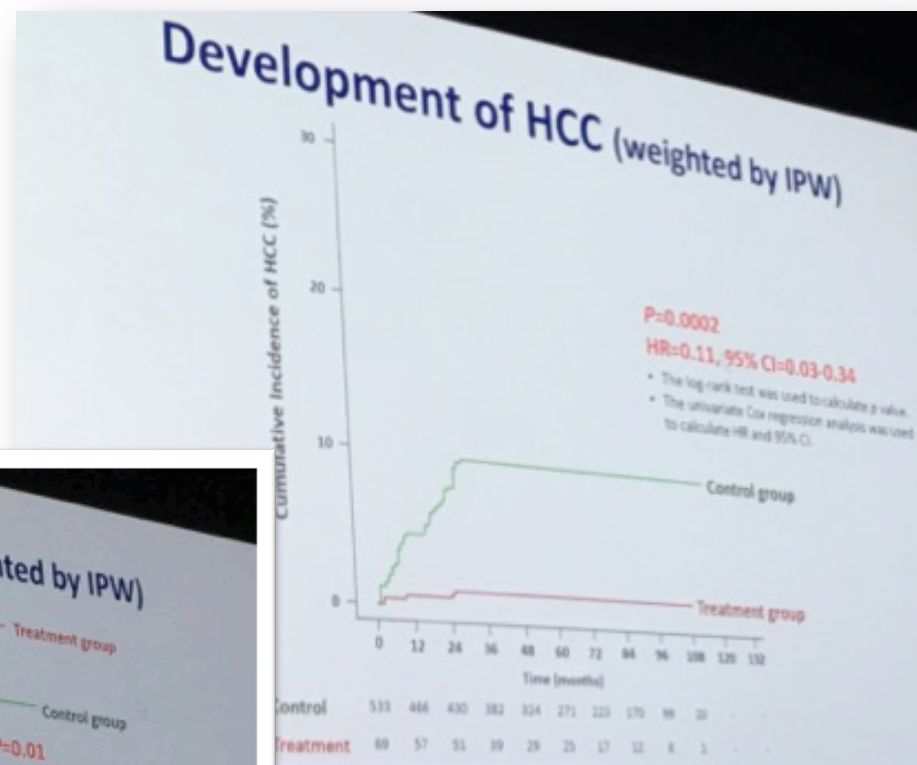 Development of HCC (weighted by IPW)
30
20
10
0
Cumulative Incidence of HCC (%)
P=0.0002
HR=0.11, 95% CI=0.03-0.34
• The log-rank test was used to calculate p value.
• The univariate Cox regression analysis was used
to calculate HR and 95% CI.
Control group
Treatment group
0 12 24 36 48 60 72 84 96 108 120 132
Time (months)
Control 466 430 382 324 271 223 170 20 - -
Treatment 69 57 51 39 29 25 17 12 1 - -
by IPW)
Treatment group
Control group
=0.01